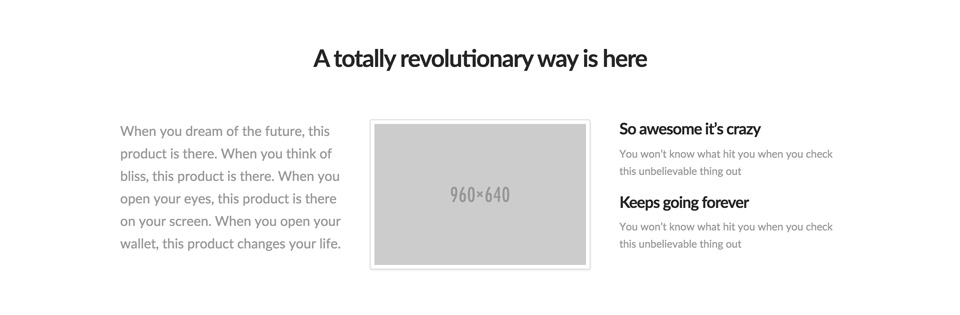 A totally revolutionary way is here
When you dream of the future, this
product is there. When you think of
bliss, this product is there. When you
open your eyes, this product is there
on your screen. When you open your
wallet, this product changes your life.
960×640
So awesome it’s crazy
You won't know what hit you when you check
this unbelievable thing out
Keeps going forever
You won't know what hit you when you check
this unbelievable thing out